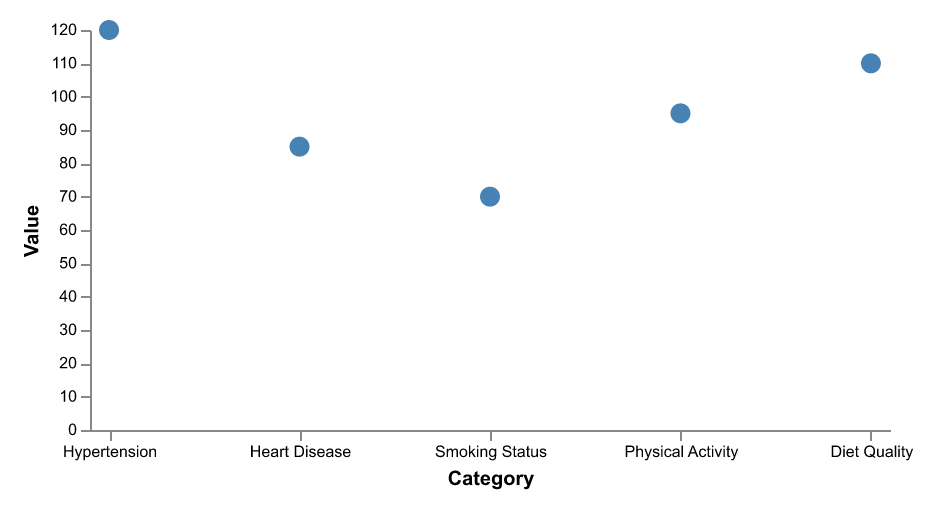 120
110
100
90
80
70
60
50
40
30
20
10
0
Value
Hypertension
Heart Disease
Smoking Status
Physical Activity
Diet Quality
Category